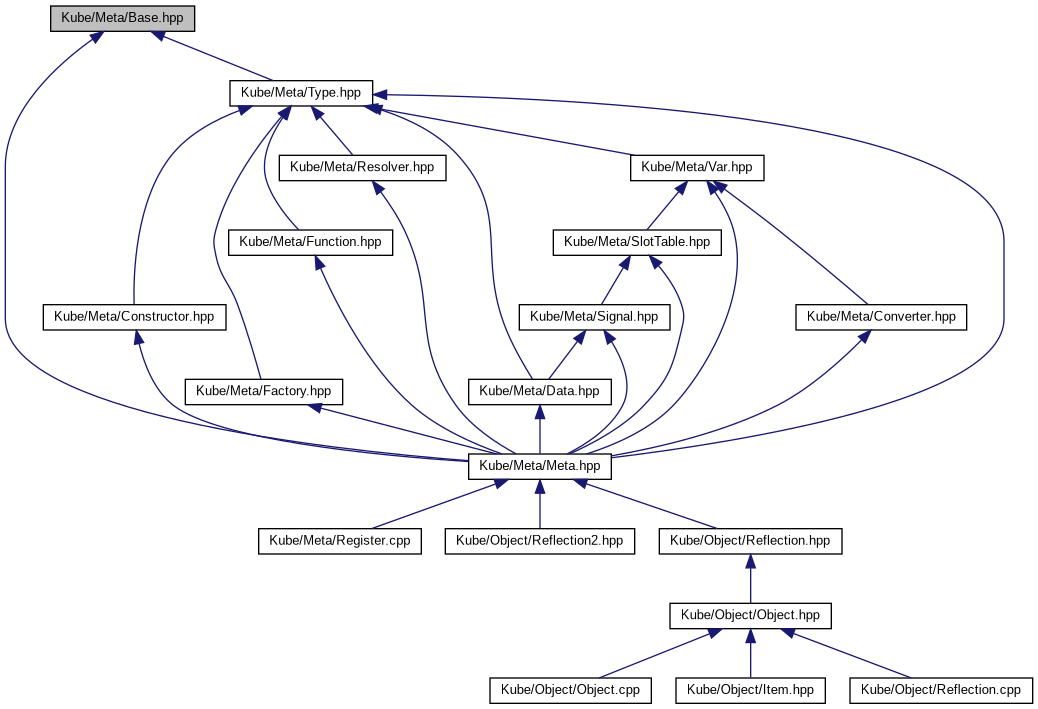 Kube/Meta/Base.hpp
Kube/Meta/Type.hpp
Kube/Meta/Resolver.hpp
Kube/Meta/Var.hpp
Kube/Meta/Function.hpp
Kube/Meta/SlotTable.hpp
Kube/Meta/Constructor.hpp
Kube/Meta/Signal.hpp
Kube/Meta/Converter.hpp
Kube/Meta/Factory.hpp
Kube/Meta/Data.hpp
Kube/Meta/Meta.hpp
Kube/Meta/Register.cpp
Kube/Object/Reflection2.hpp
Kube/Object/Reflection.hpp
Kube/Object/Object.hpp
Kube/Object/Object.cpp
Kube/Object/Item.hpp
Kube/Object/Reflection.cpp